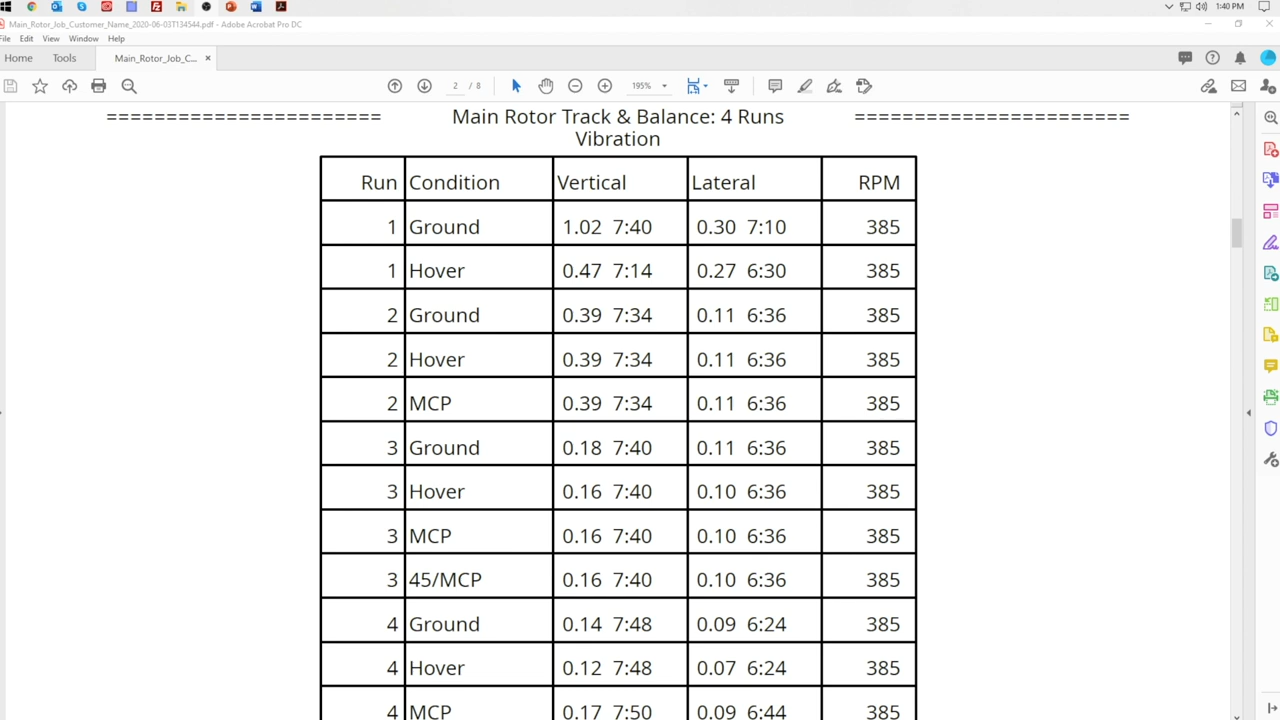 1:40 PM
Main_Rotor_Job_Customer_Name_2020-06-03T134544.pdf - Adobe Acrobat Pro DC
File Edit View Window Help
Home Tools Main_Rotor_Job_C...
2 / 8 195%
====================== Main Rotor Track & Balance: 4 Runs ======================
Vibration
Run Condition Vertical Lateral RPM
1 Ground 1.02 7:40 0.30 7:10 385
1 Hover 0.47 7:14 0.27 6:30 385
2 Ground 0.39 7:34 0.11 6:36 385
2 Hover 0.39 7:34 0.11 6:36 385
2 MCP 0.39 7:34 0.11 6:36 385
3 Ground 0.18 7:40 0.11 6:36 385
3 Hover 0.16 7:40 0.10 6:36 385
3 MCP 0.16 7:40 0.10 6:36 385
3 45/MCP 0.16 7:40 0.10 6:36 385
4 Ground 0.14 7:48 0.09 6:24 385
4 Hover 0.12 7:48 0.07 6:24 385
4 MCP 0.17 7:50 0.09 6:44 385